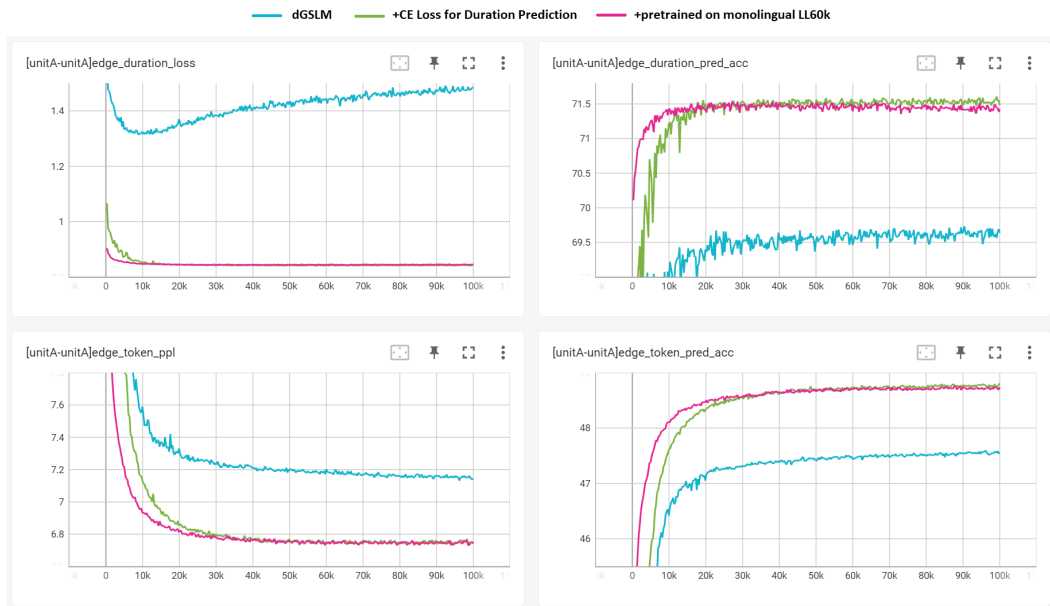 dGSLM +CE Loss for Duration Prediction +pretrained on monolingual LL60k
[unitA-unitA]edge_duration_loss
1.4
1.2
1
0 10k 20k 30k 40k 50k 60k 70k 80k 90k 100k
[unitA-unitA]edge_duration_pred_acc
71.5
71
70.5
70
69.5
0 10k 20k 30k 40k 50k 60k 70k 80k 90k 100k
[unitA-unitA]edge_token_ppl
7.6
7.4
7.2
7
6.8
0 10k 20k 30k 40k 50k 60k 70k 80k 90k 100k
[unitA-unitA]edge_token_pred_acc
48
47
46
0 10k 20k 30k 40k 50k 60k 70k 80k 90k 100k